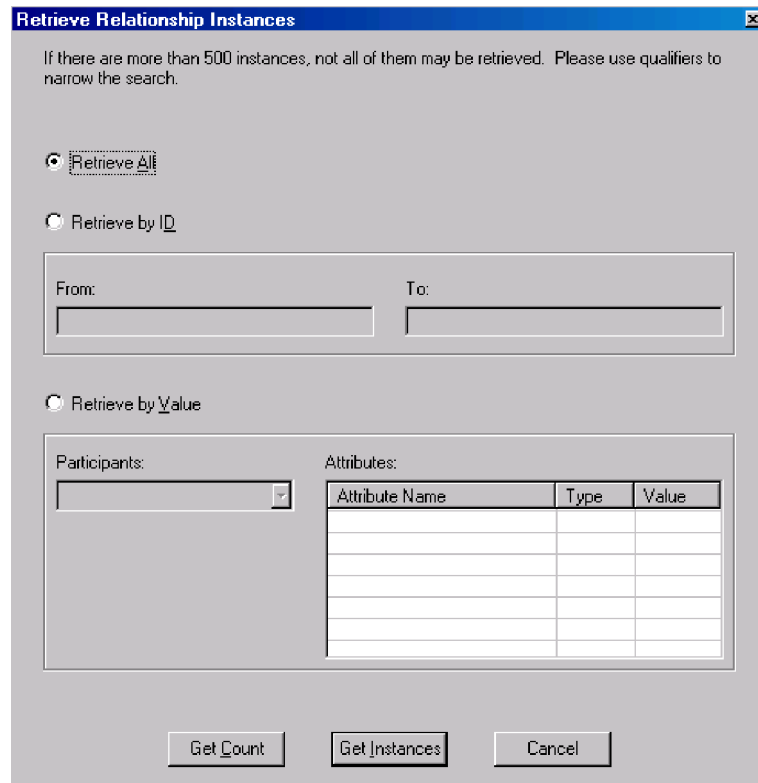 Retrieve Relationship Instances
If there are more than 500 instances, not all of them may be retrieved. Please use qualifiers to
narrow the search.
Retrieve All
Retrieve by ID
From:
To:
Retrieve by Value
Participants:
Attributes:
Attribute Name Type Value
Get Count Get Instances Cancel